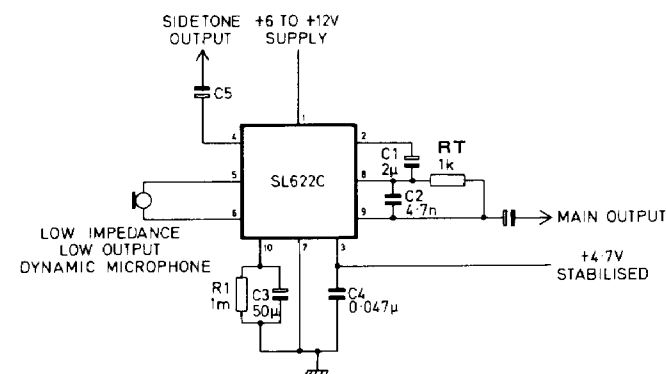 SIDETONE +6 TO +12V
OUTPUT SUPPLY
C5
1
4
2
C1
2μ
RT
1k
5
SL622C
8
C2
4·7n
6
9
MAIN OUTPUT
LOW IMPEDANCE
LOW OUTPUT
DYNAMIC MICROPHONE
10
7
3
+4·7V
STABILISED
R1
1m
C3
50μ
C4
0·047μ